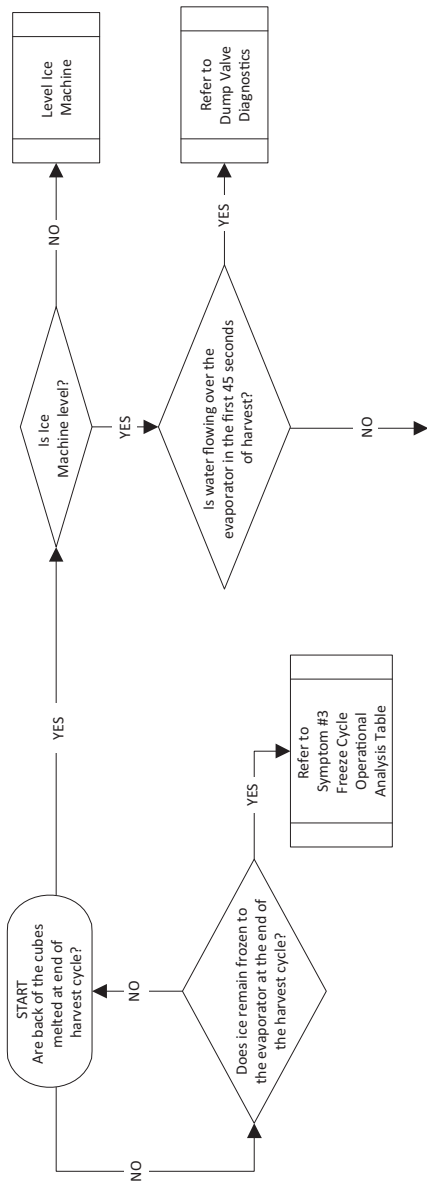 START
Are back of the cubes
melted at end of
harvest cycle?
YES
Is Ice
Machine level?
NO
Level Ice
Machine
YES
NO
Does ice remain frozen to
the evaporator at the end of
the harvest cycle?
NO
YES
Refer to
Symptom #3
Freeze Cycle
Operational
Analysis Table
Is water flowing over the
evaporator in the first 45 seconds
of harvest?
YES
Refer to
Dump Valve
Diagnostics
NO